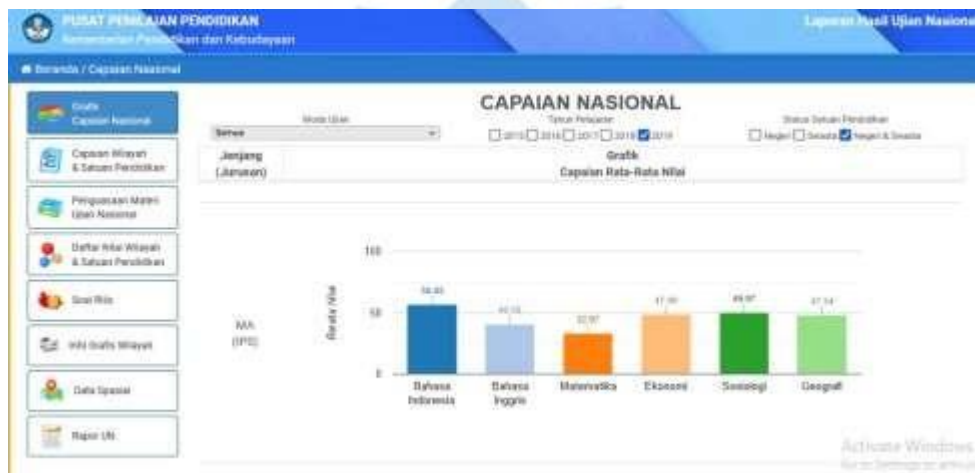 PUSAT PENILAIAN PENDIDIKAN
Kementerian Pendidikan dan Kebudayaan
Laporan Hasil Ujian Nasional
Beranda / Capaian Nasional
Grafik
Capaian Nasional
Capaian Wilayah
& Satuan Pendidikan
Penguasaan Materi
Ujian Nasional
Daftar Nilai Wilayah
& Satuan Pendidikan
Soal Rilis
Info Grafis Wilayah
Data Spasial
Rapor UN
CAPAIAN NASIONAL
Moda Ujian
Tahun Pelajaran
Status Satuan Pendidikan
Semua
2015 2016 2017 2018 2019
Negeri Swasta Negeri & Swasta
Jenjang
(Jurusan)
Grafik
Capaian Rata-Rata Nilai
MA
(IPS)
Rerata Nilai
100
50
0
Bahasa
Indonesia
Bahasa
Inggris
Matematika
Ekonomi
Sosiologi
Geografi
Activate Windows